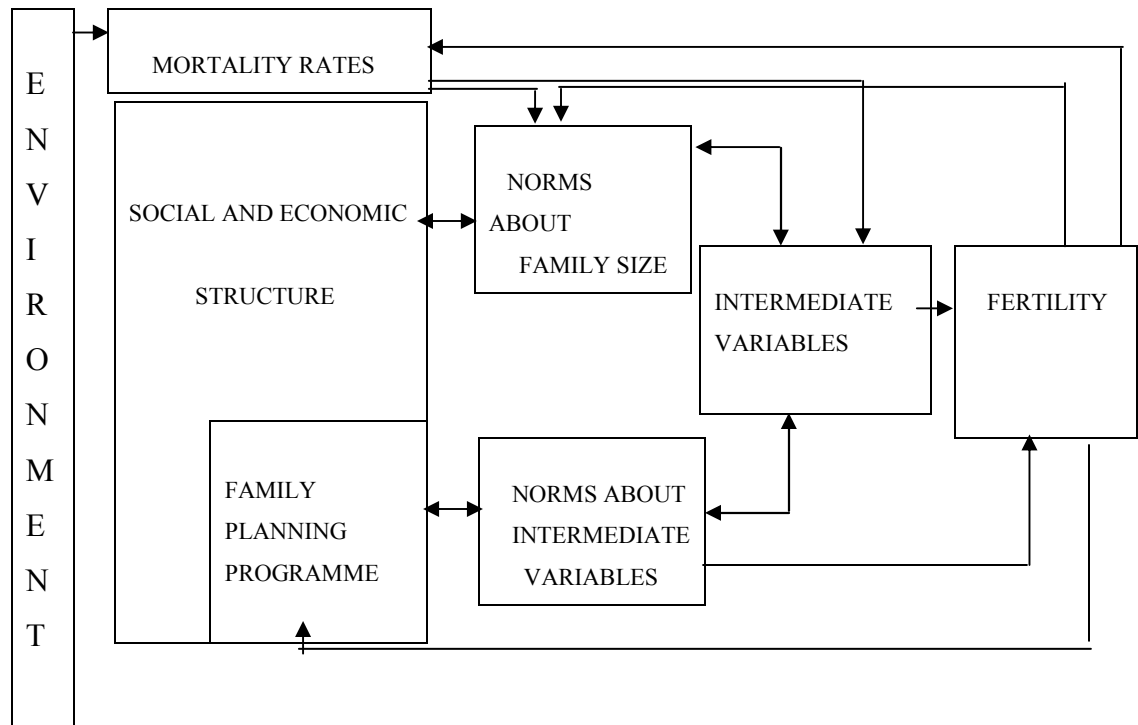 ENVIRONMENT
MORTALITY RATES
SOCIAL AND ECONOMIC
STRUCTURE
NORMS
ABOUT
FAMILY SIZE
INTERMEDIATE
VARIABLES
FERTILITY
FAMILY
PLANNING
PROGRAMME
NORMS ABOUT
INTERMEDIATE
VARIABLES